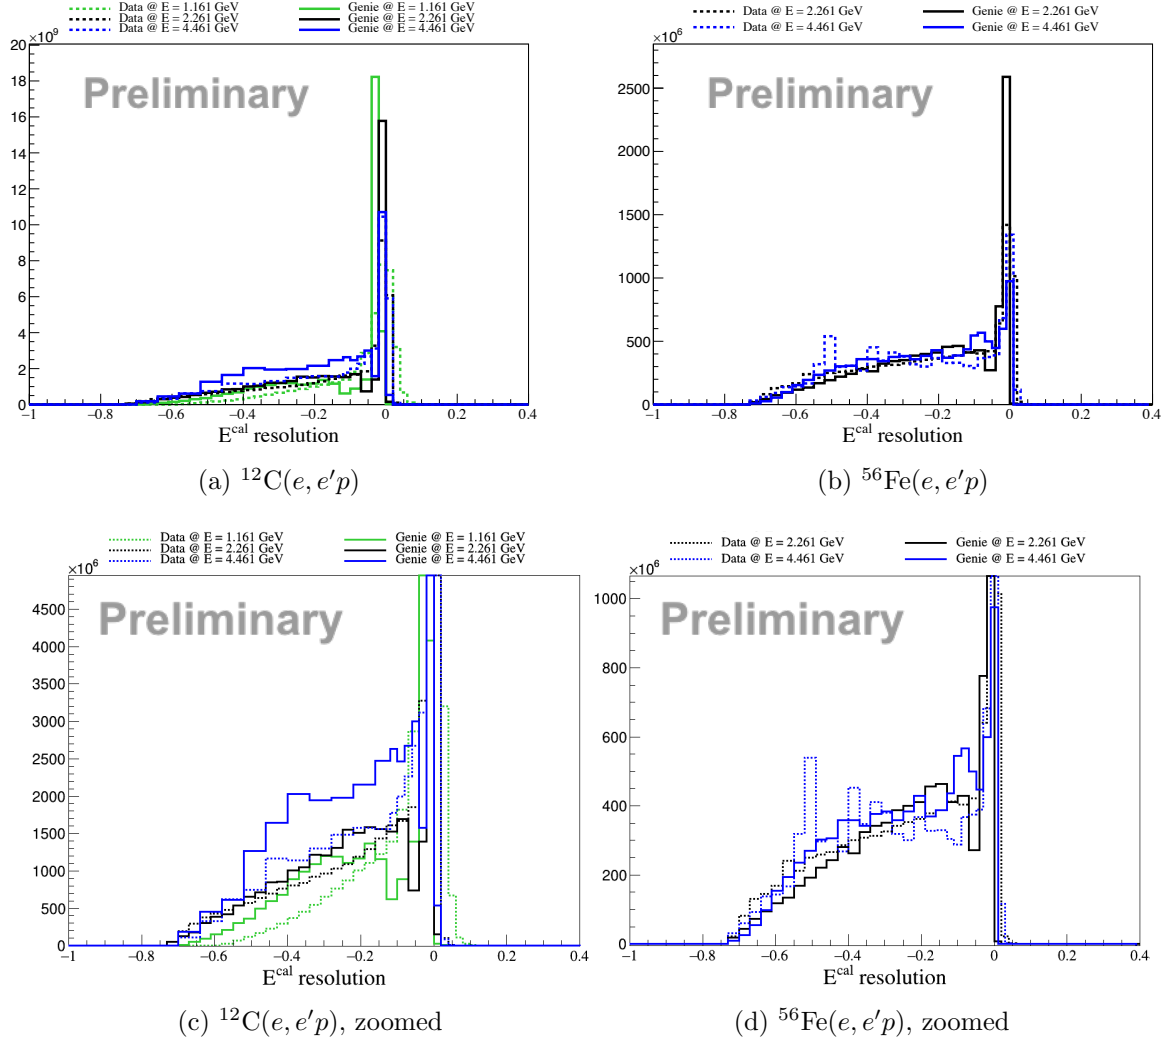 Data @ E = 1.161 GeV Genie @ E = 1.161 GeV
Data @ E = 2.261 GeV Genie @ E = 2.261 GeV
Data @ E = 4.461 GeV Genie @ E = 4.461 GeV
×10⁹
Preliminary
20
18
16
14
12
10
8
6
4
2
0
−1 −0.8 −0.6 −0.4 −0.2 0 0.2 0.4
E^cal resolution
(a) ¹²C(e, e′p)
Data @ E = 2.261 GeV Genie @ E = 2.261 GeV
Data @ E = 4.461 GeV Genie @ E = 4.461 GeV
×10⁶
Preliminary
2500
2000
1500
1000
500
0
−1 −0.8 −0.6 −0.4 −0.2 0 0.2 0.4
E^cal resolution
(b) ⁵⁶Fe(e, e′p)
Data @ E = 1.161 GeV Genie @ E = 1.161 GeV
Data @ E = 2.261 GeV Genie @ E = 2.261 GeV
Data @ E = 4.461 GeV Genie @ E = 4.461 GeV
×10⁶
Preliminary
4500
4000
3500
3000
2500
2000
1500
1000
500
0
−1 −0.8 −0.6 −0.4 −0.2 0 0.2 0.4
E^cal resolution
(c) ¹²C(e, e′p), zoomed
Data @ E = 2.261 GeV Genie @ E = 2.261 GeV
Data @ E = 4.461 GeV Genie @ E = 4.461 GeV
×10⁶
Preliminary
1000
800
600
400
200
0
−1 −0.8 −0.6 −0.4 −0.2 0 0.2 0.4
E^cal resolution
(d) ⁵⁶Fe(e, e′p), zoomed